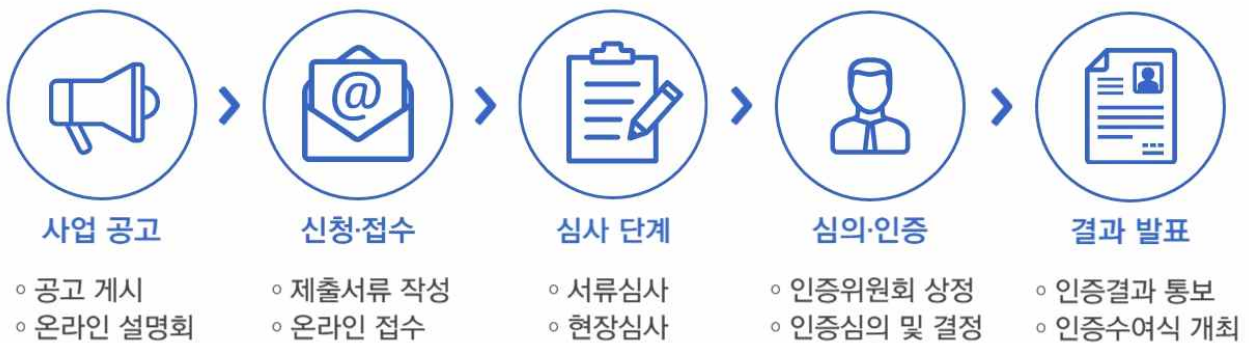 @
사업 공고
신청·접수
심사 단계
심의·인증
결과 발표
◦ 공고 게시
◦ 온라인 설명회
◦ 제출서류 작성
◦ 온라인 접수
◦ 서류심사
◦ 현장심사
◦ 인증위원회 상정
◦ 인증심의 및 결정
◦ 인증결과 통보
◦ 인증수여식 개최